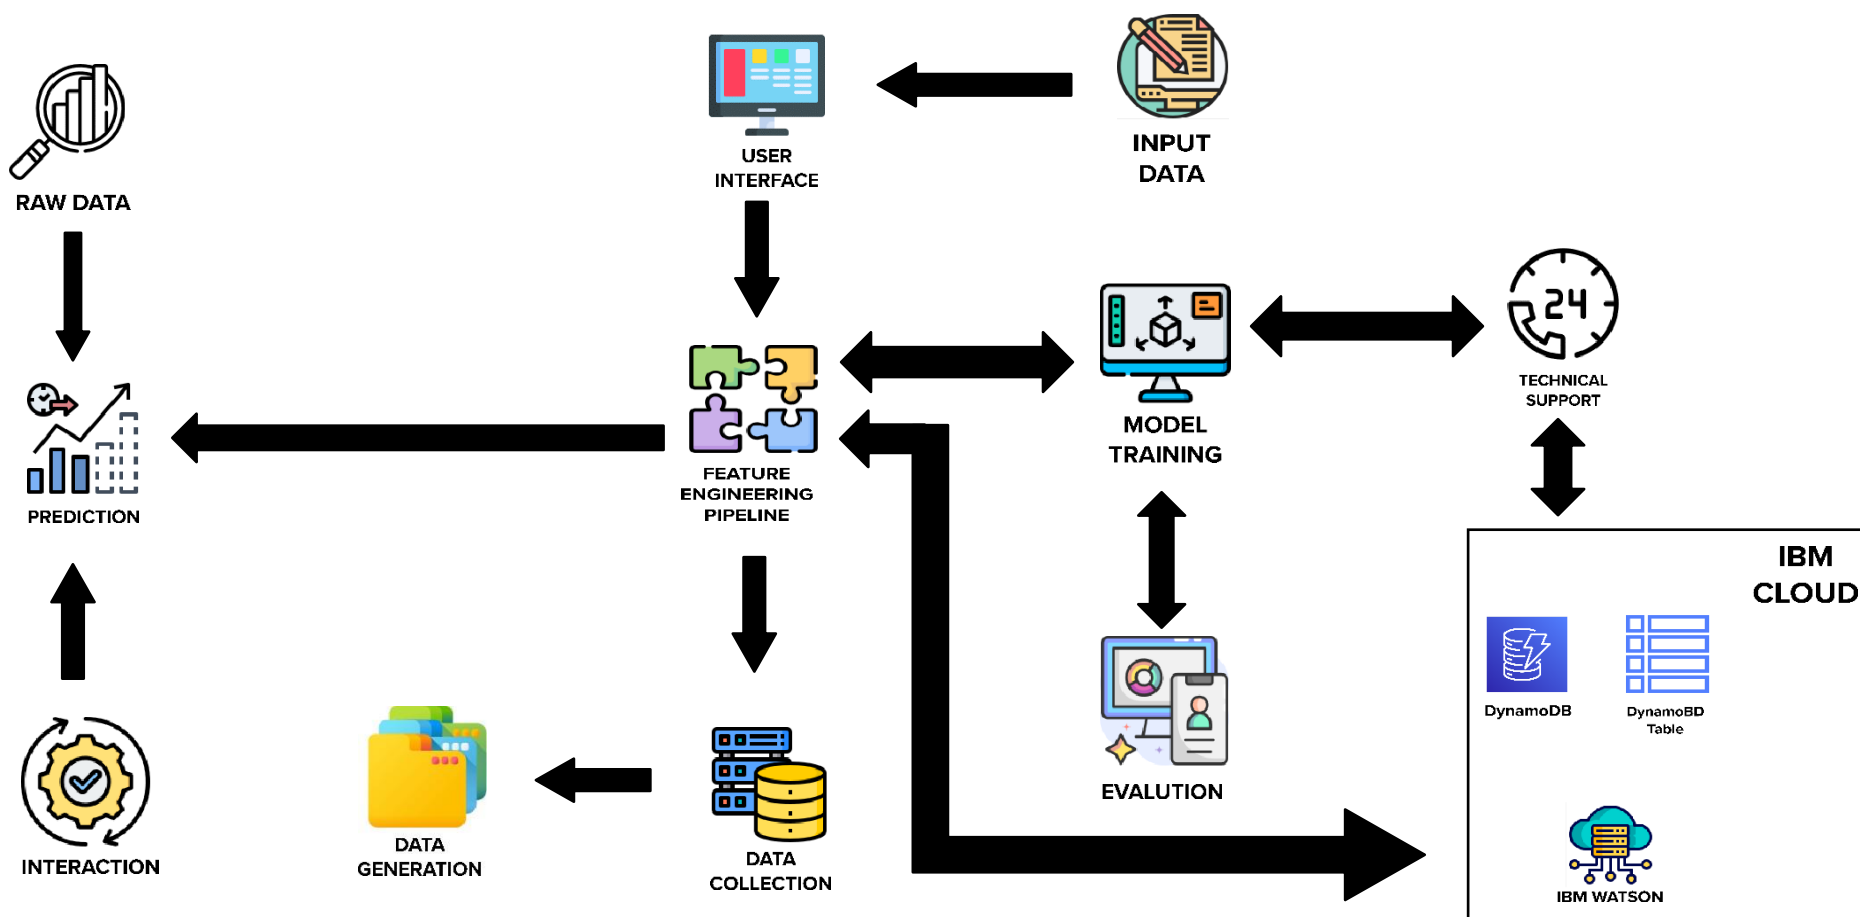 INPUT
DATA
USER
INTERFACE
RAW DATA
24
TECHNICAL
SUPPORT
MODEL
TRAINING
FEATURE
ENGINEERING
PIPELINE
PREDICTION
IBM
CLOUD
DynamoDB
DynamoBD
Table
EVALUTION
DATA
GENERATION
DATA
COLLECTION
INTERACTION
IBM WATSON